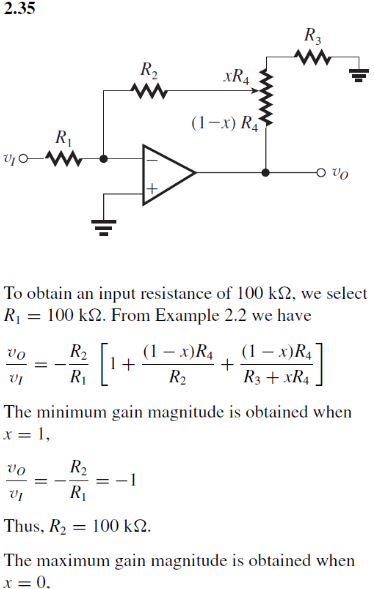 2.35
R3
R2
xR4
(1−x) R4
R1
vI
−
+
vO
To obtain an input resistance of 100 kΩ, we select
R1 = 100 kΩ. From Example 2.2 we have
vO/vI = −R2/R1 [1 + (1 − x)R4/R2 + (1 − x)R4/(R3 + xR4)]
The minimum gain magnitude is obtained when
x = 1,
vO/vI = −R2/R1 = −1
Thus, R2 = 100 kΩ.
The maximum gain magnitude is obtained when
x = 0,